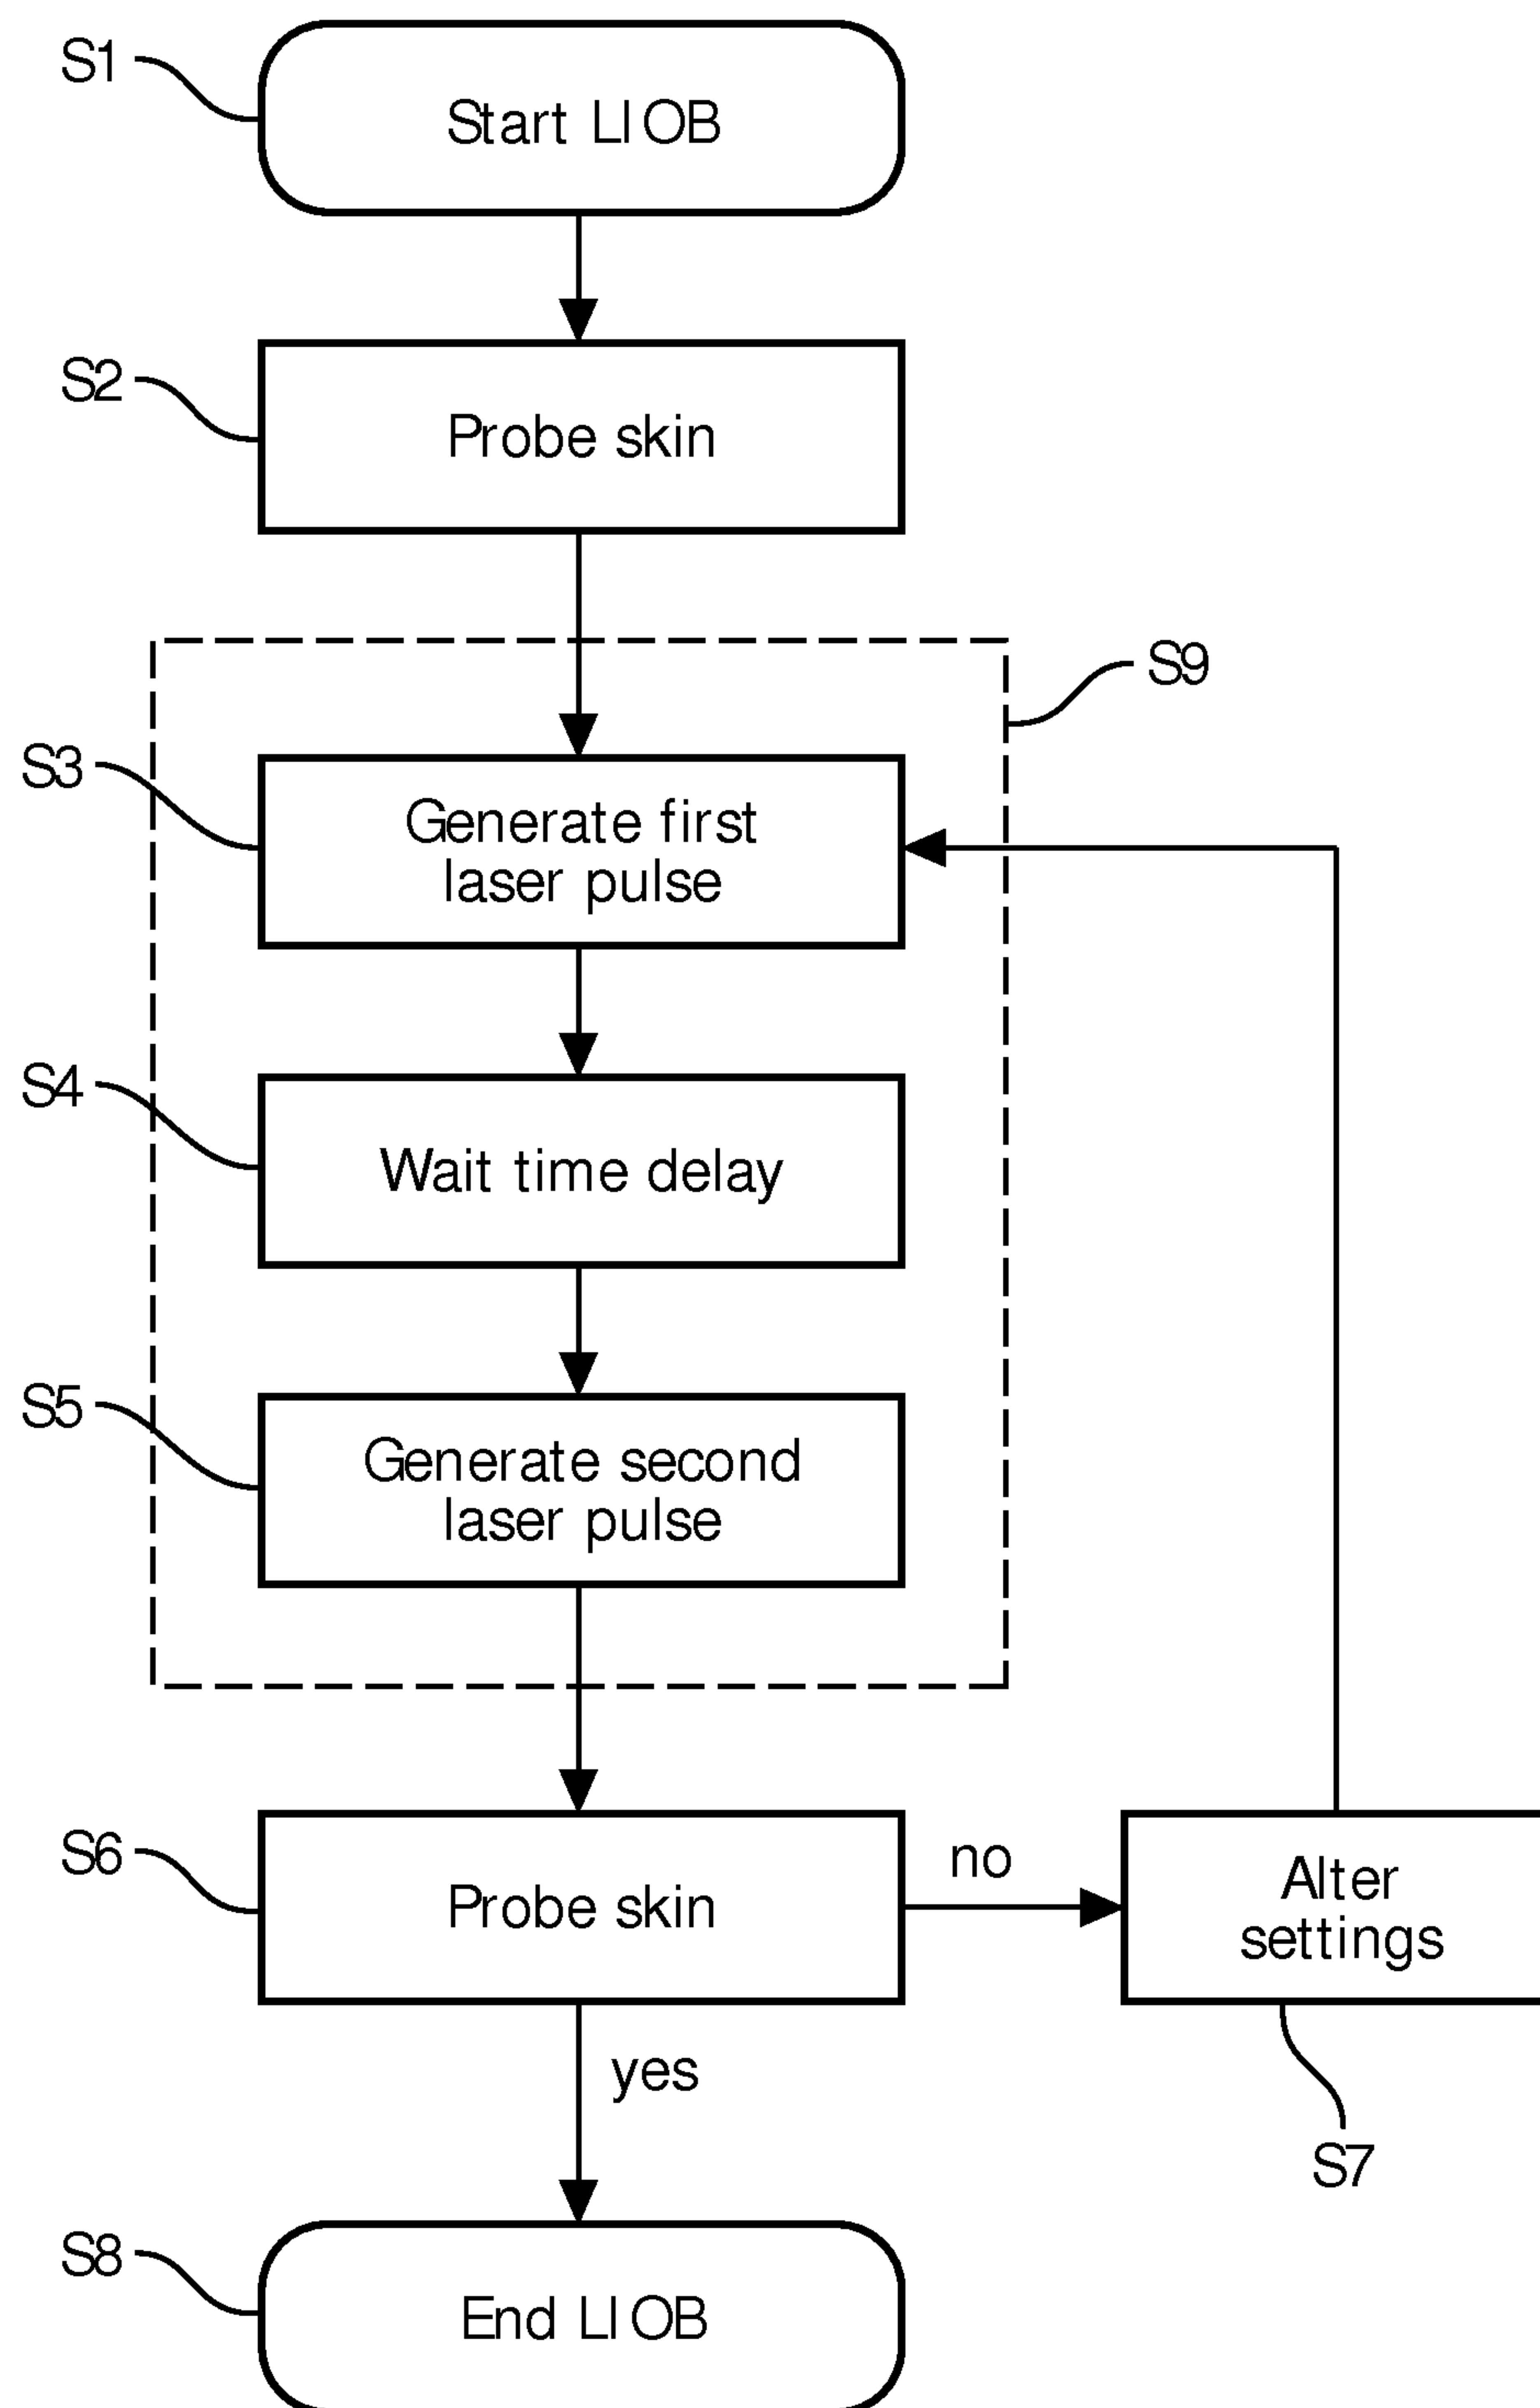 S1
Start LIOB
S2
Probe skin
S9
S3
Generate first
laser pulse
S4
Wait time delay
S5
Generate second
laser pulse
S6
Probe skin
no
Alter
settings
yes
S7
S8
End LIOB